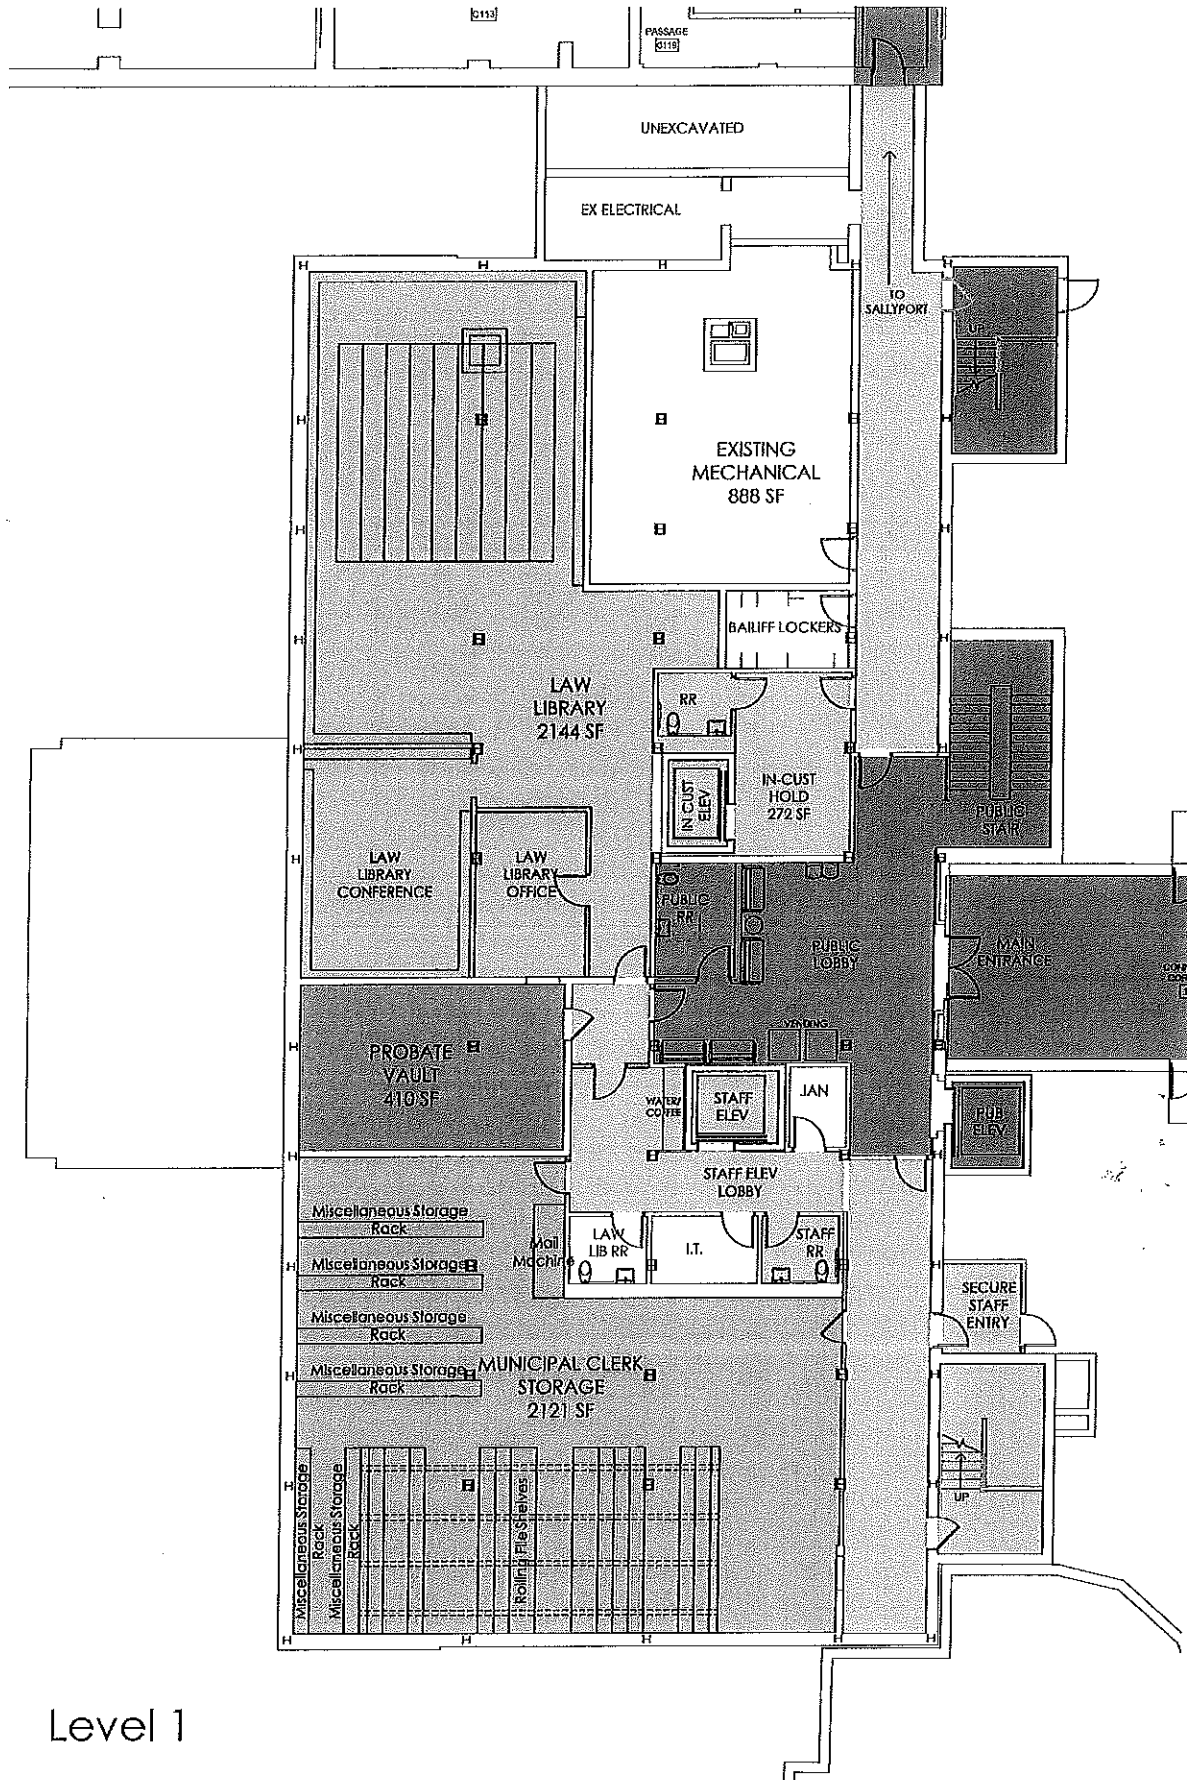 G113
PASSAGE
G119
UNEXCAVATED
EX ELECTRICAL
TO
SALLYPORT
UP
EXISTING
MECHANICAL
888 SF
BAILIFF LOCKERS
LAW
LIBRARY
2144 SF
RR
IN-CUST
HOLD
272 SF
IN CUST
ELEV
PUBLIC
STAIR
LAW
LIBRARY
CONFERENCE
LAW
LIBRARY
OFFICE
PUBLIC
RR
PUBLIC
LOBBY
MAIN
ENTRANCE
VENDING
PROBATE
VAULT
410 SF
WATER/
COFFEE
STAFF
ELEV
JAN
PUB
ELEV
STAFF ELEV
LOBBY
Miscellaneous Storage
Rack
Mail
Machine
LAW
LIB RR
I.T.
STAFF
RR
Miscellaneous Storage
Rack
SECURE
STAFF
ENTRY
Miscellaneous Storage
Rack
Miscellaneous Storage
Rack
MUNICIPAL CLERK
STORAGE
2121 SF
Miscellaneous Storage
Rack
Miscellaneous Storage
Rack
Rolling File Shelves
UP
Level 1